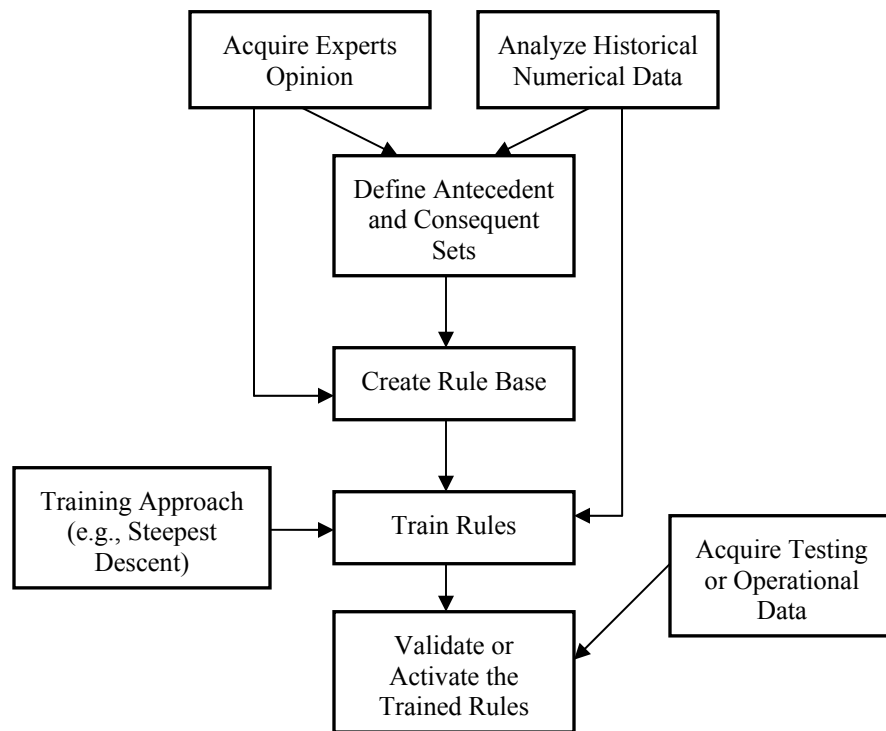 Acquire Experts
Opinion
Analyze Historical
Numerical Data
Define Antecedent
and Consequent
Sets
Create Rule Base
Training Approach
(e.g., Steepest
Descent)
Train Rules
Acquire Testing
or Operational
Data
Validate or
Activate the
Trained Rules